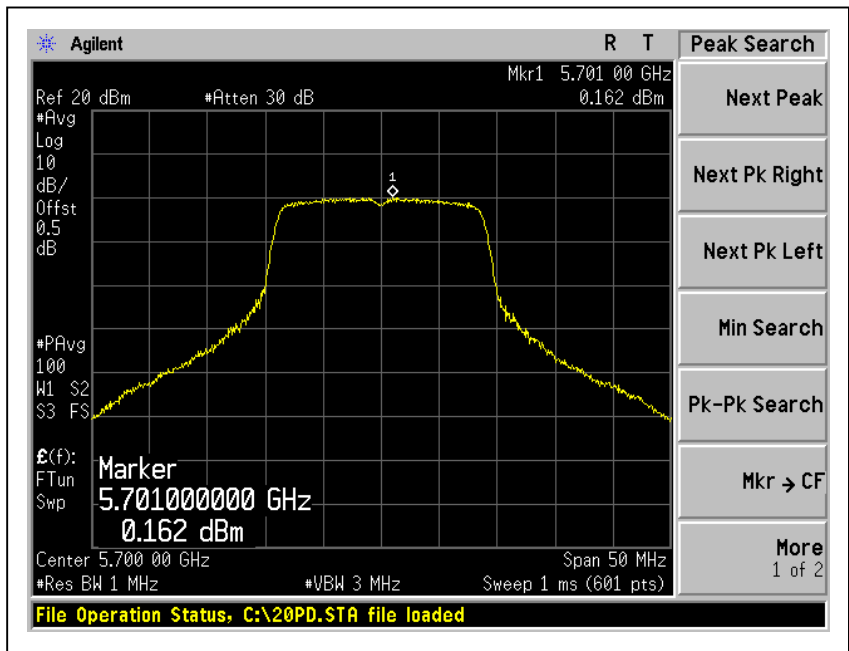 Agilent R T Peak Search
Mkr1 5.701 00 GHz
Ref 20 dBm #Atten 30 dB 0.162 dBm
#Avg
Log
10
dB/
Offst
0.5
dB
1
#PAvg
100
W1 S2
S3 FS
£(f):
FTun
Swp
Marker
5.701000000 GHz
0.162 dBm
Center 5.700 00 GHz Span 50 MHz
#Res BW 1 MHz #VBW 3 MHz Sweep 1 ms (601 pts)
File Operation Status, C:\20PD.STA file loaded
Next Peak
Next Pk Right
Next Pk Left
Min Search
Pk-Pk Search
Mkr → CF
More
1 of 2